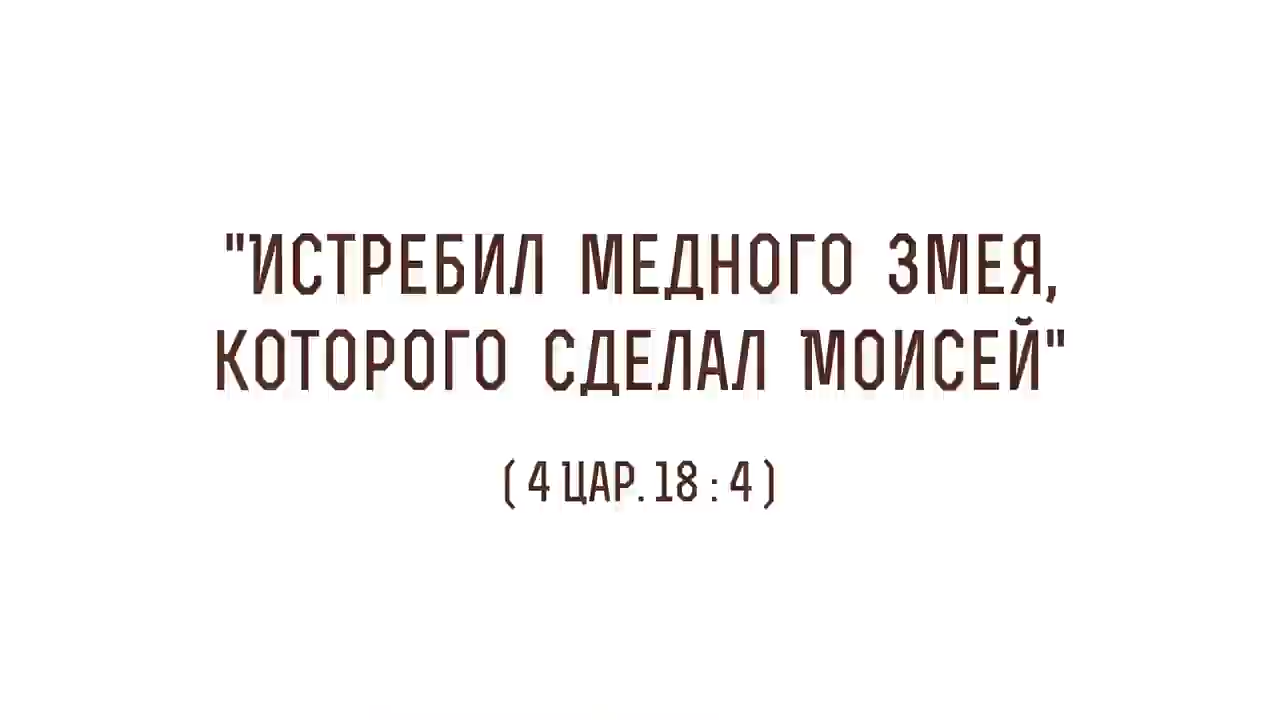 "ИСТРЕБИЛ МЕДНОГО ЗМЕЯ,
КОТОРОГО СДЕЛАЛ МОИСЕЙ"
( 4 ЦАР. 18 : 4 )